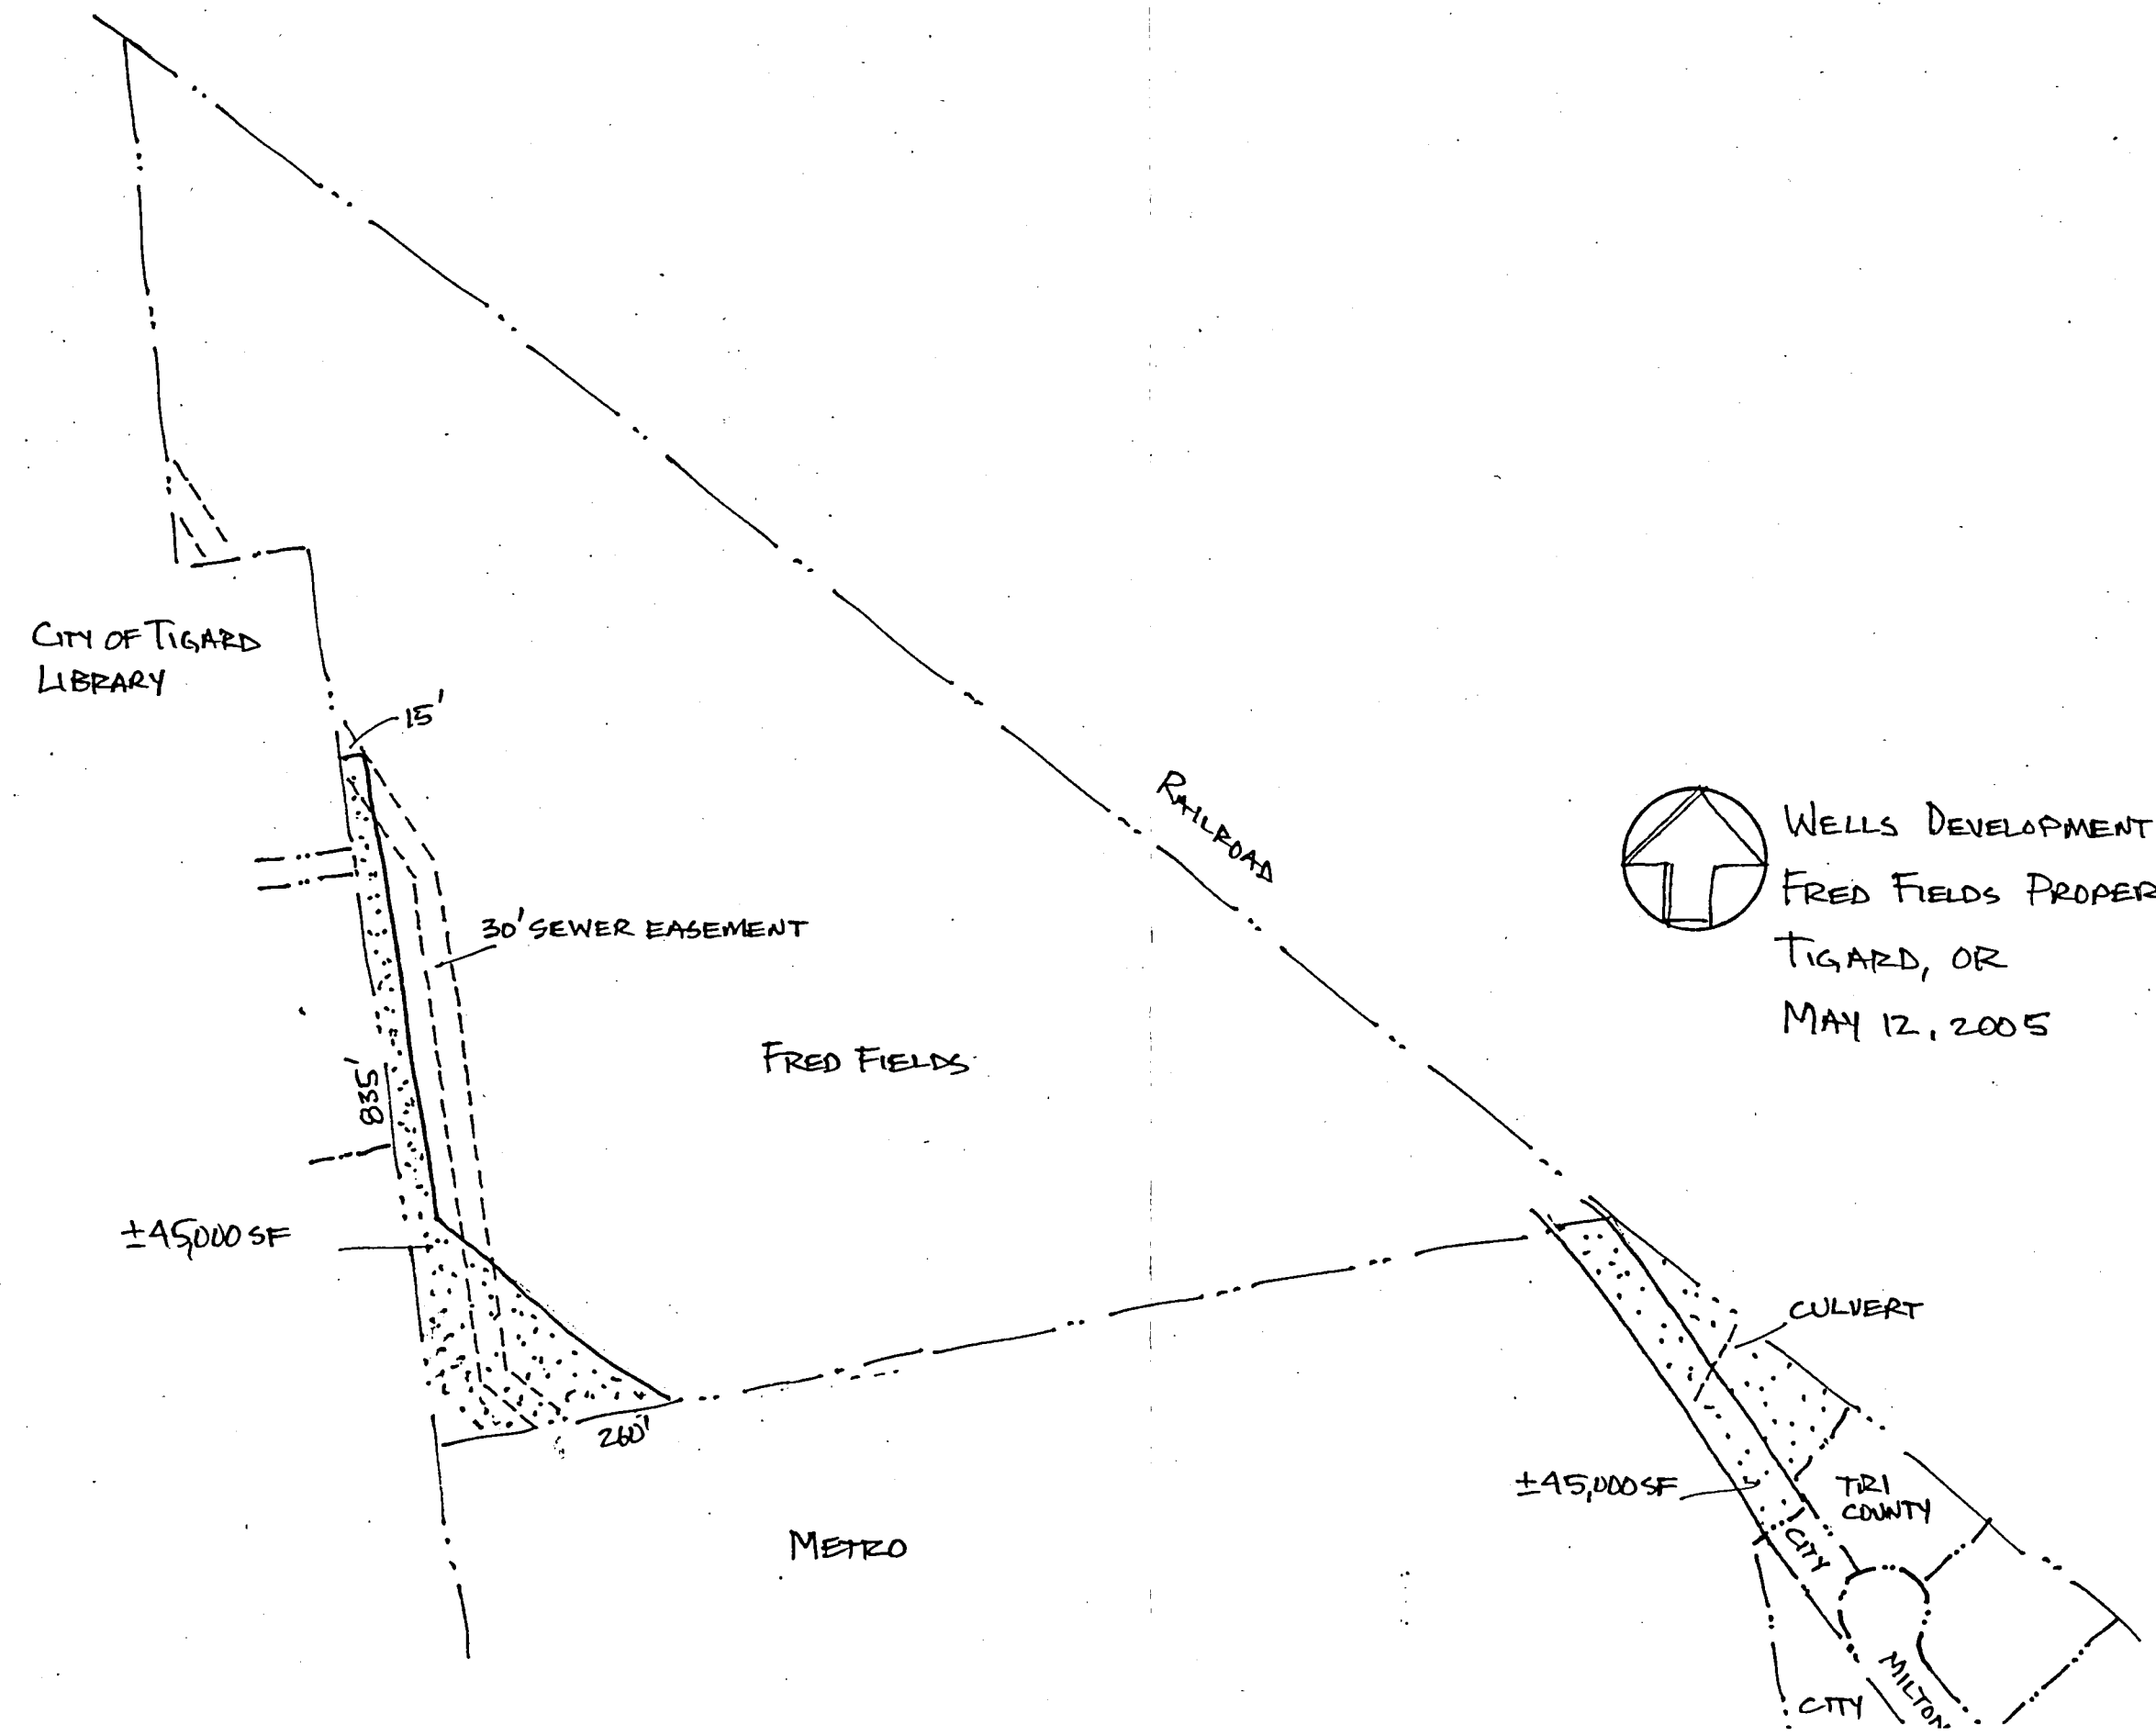 CITY OF TIGARD
LIBRARY
15'
RAILROAD
WELLS DEVELOPMENT
FRED FIELDS PROPER
TIGARD, OR
MAY 12, 2005
30' SEWER EASEMENT
FRED FIELDS
835'
±45,000 SF
CULVERT
260'
±45,000 SF
TRI
COUNTY
CITY
METRO
MILTON
CITY